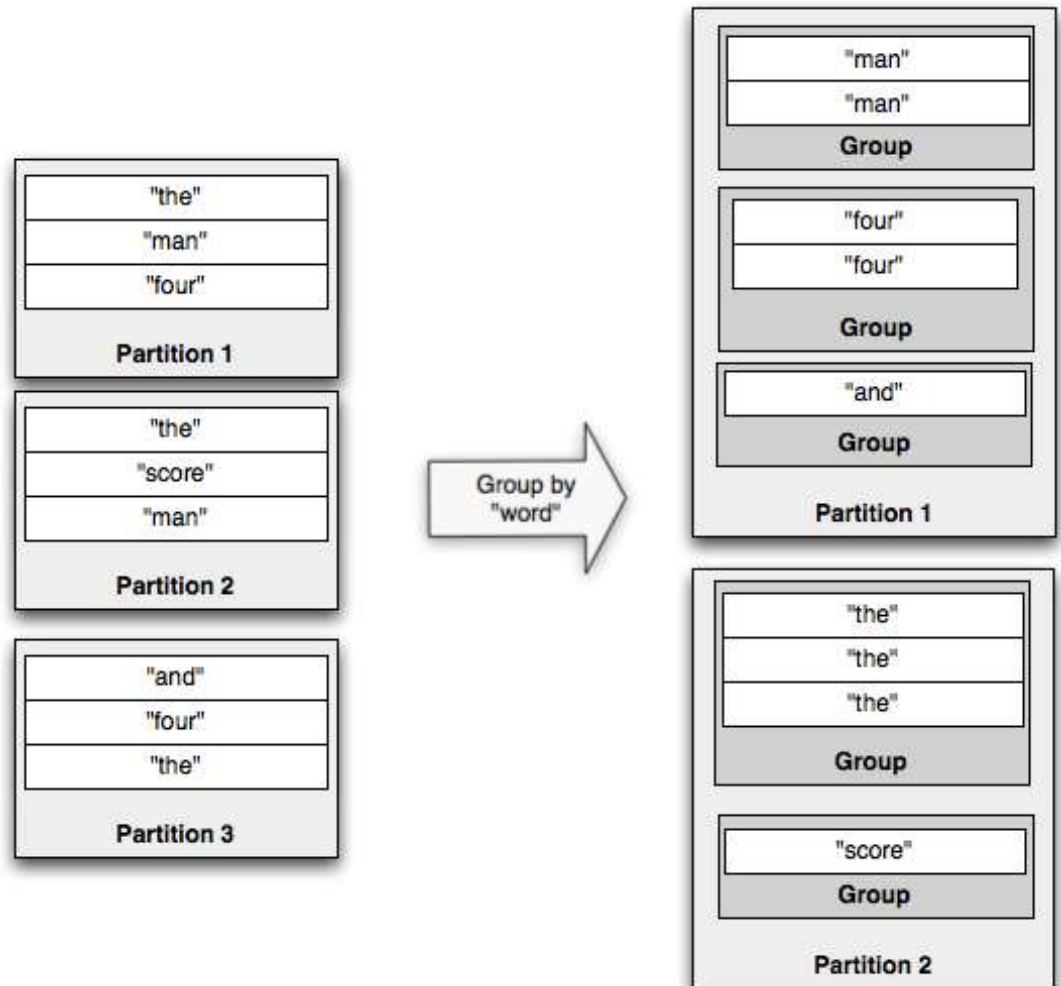 "the"
"man"
"four"
Partition 1
"the"
"score"
"man"
Partition 2
"and"
"four"
"the"
Partition 3
Group by
"word"
"man"
"man"
Group
"four"
"four"
Group
"and"
Group
Partition 1
"the"
"the"
"the"
Group
"score"
Group
Partition 2